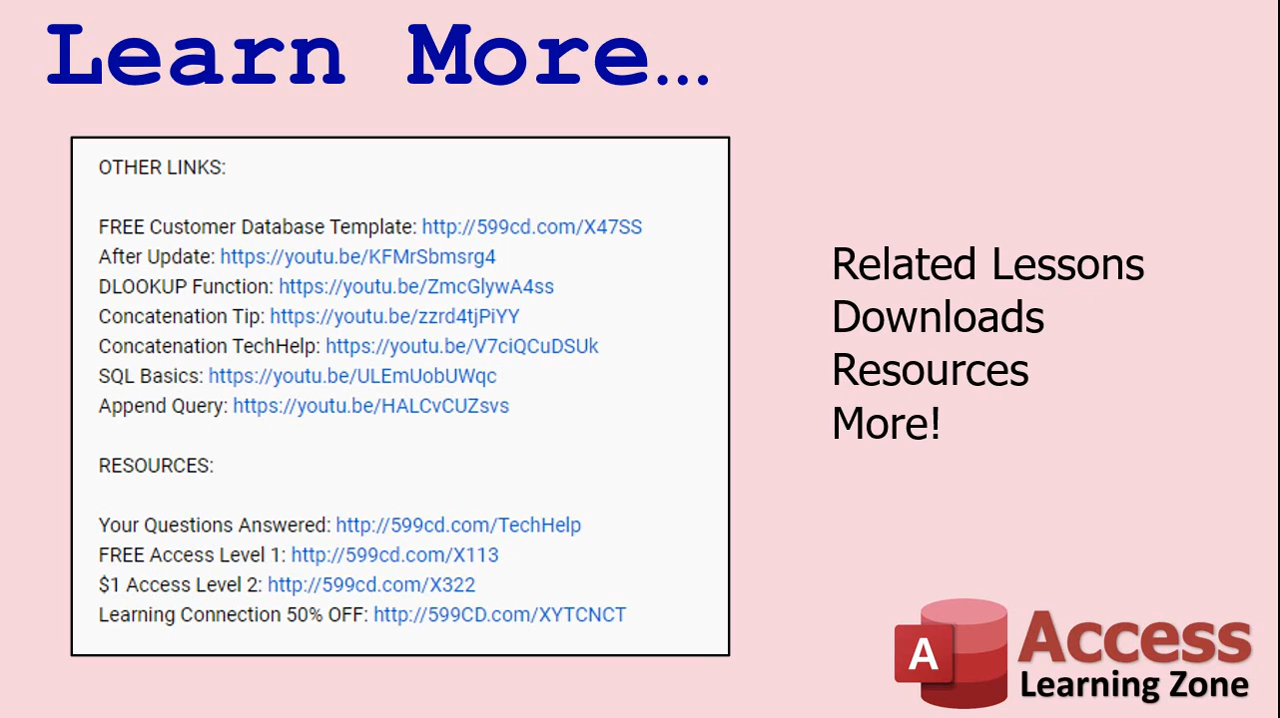 Learn More...
OTHER LINKS:
FREE Customer Database Template: http://599cd.com/X47SS
After Update: https://youtu.be/KFMrSbmsrg4
DLOOKUP Function: https://youtu.be/ZmcGlywA4ss
Concatenation Tip: https://youtu.be/zzrd4tjPiYY
Concatenation TechHelp: https://youtu.be/V7ciQCuDSUk
SQL Basics: https://youtu.be/ULEmUobUWqc
Append Query: https://youtu.be/HALCvCUZsvs
RESOURCES:
Your Questions Answered: http://599cd.com/TechHelp
FREE Access Level 1: http://599cd.com/X113
$1 Access Level 2: http://599cd.com/X322
Learning Connection 50% OFF: http://599CD.com/XYTCNCT
Related Lessons
Downloads
Resources
More!
A
Access
Learning Zone